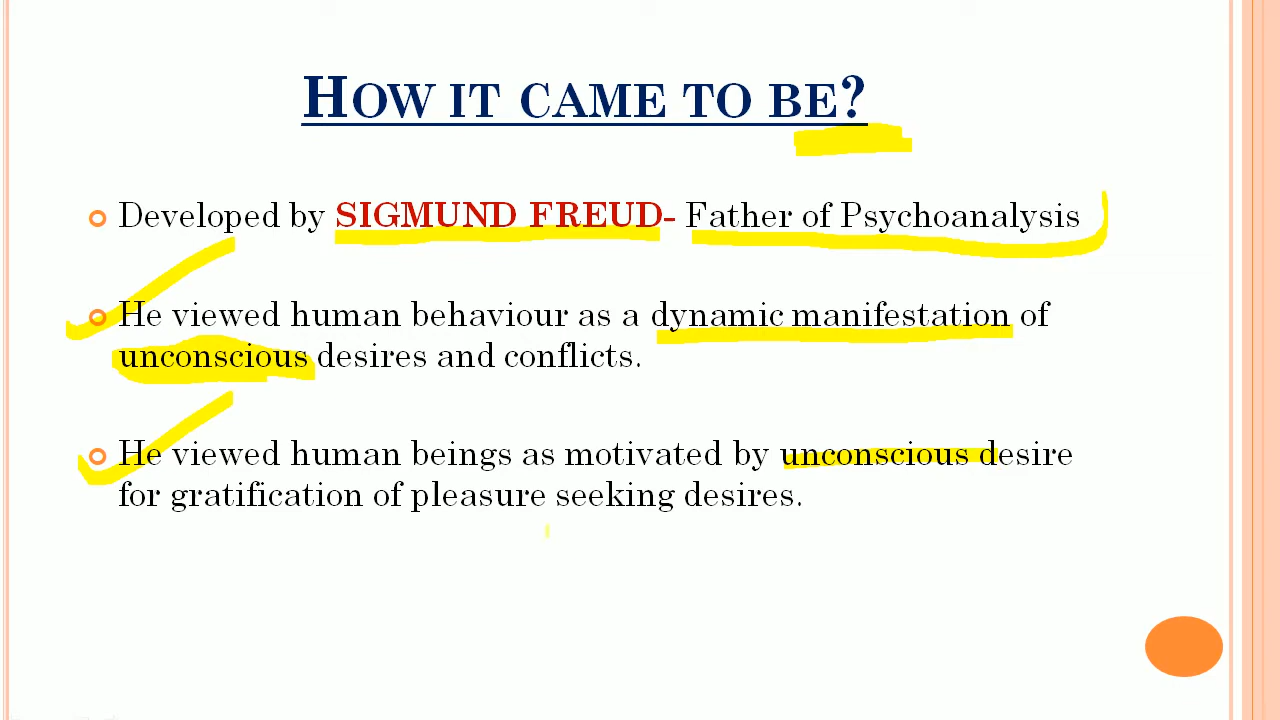 HOW IT CAME TO BE?
Developed by SIGMUND FREUD- Father of Psychoanalysis
He viewed human behaviour as a dynamic manifestation of
unconscious desires and conflicts.
He viewed human beings as motivated by unconscious desire
for gratification of pleasure seeking desires.